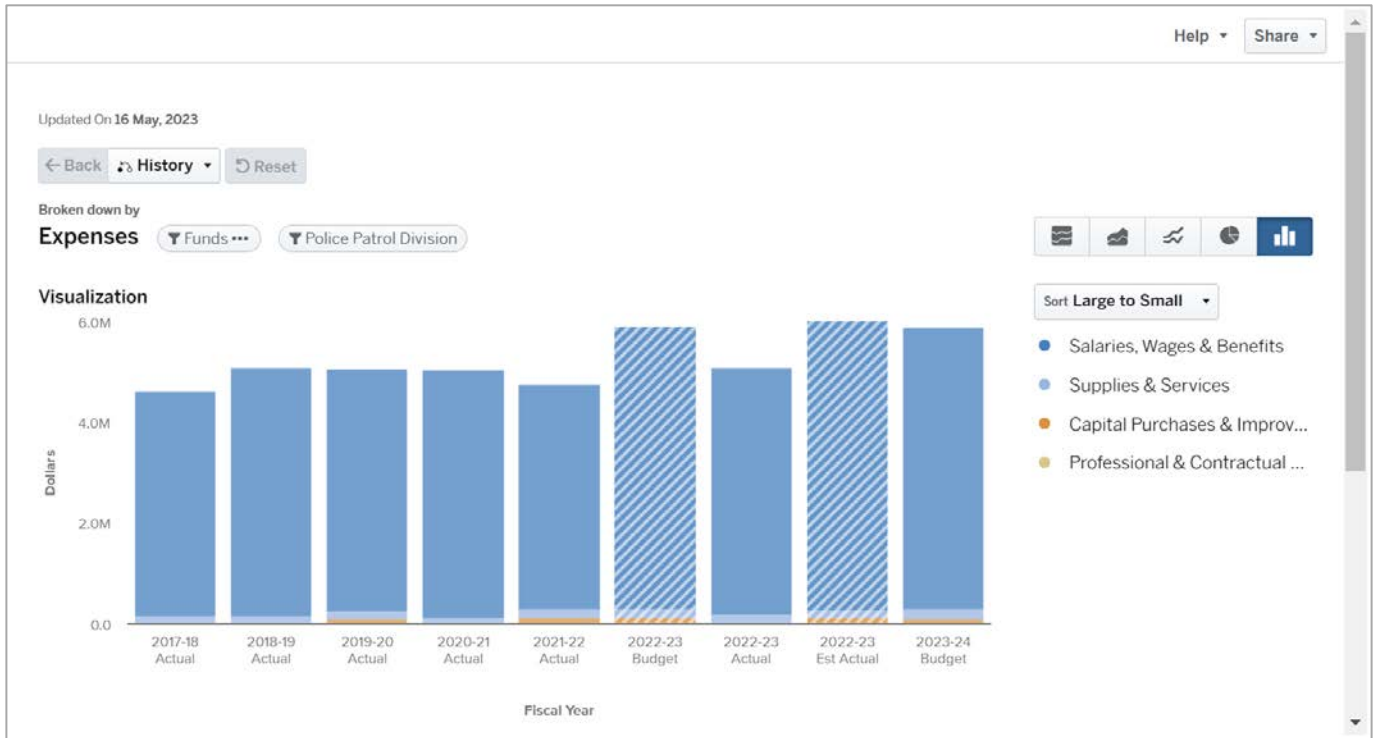 Help
Share
Updated On 16 May, 2023
← Back
History
Reset
Broken down by
Expenses
Funds •••
Police Patrol Division
Visualization
Sort Large to Small
Salaries, Wages & Benefits
Supplies & Services
Capital Purchases & Improv...
Professional & Contractual ...
6.0M
4.0M
2.0M
0.0
Dollars
2017-18 Actual
2018-19 Actual
2019-20 Actual
2020-21 Actual
2021-22 Actual
2022-23 Budget
2022-23 Actual
2022-23 Est Actual
2023-24 Budget
Fiscal Year